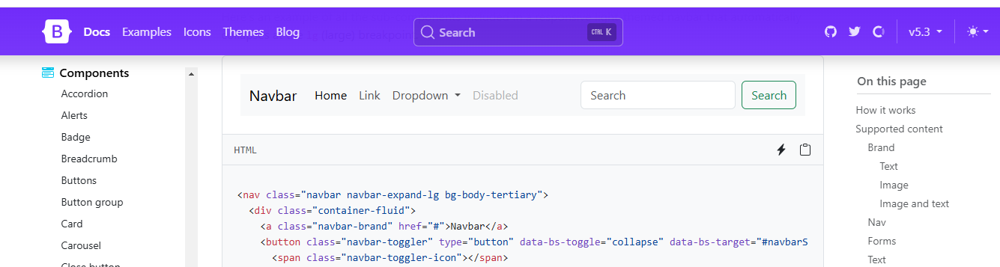 B Docs Examples Icons Themes Blog Search CTRL K v5.3
(large) breakpoin
Components
Accordion
Alerts
Badge
Breadcrumb
Buttons
Button group
Card
Carousel
Close button
Navbar Home Link Dropdown Disabled Search Search
HTML
<nav class="navbar navbar-expand-lg bg-body-tertiary">
<div class="container-fluid">
<a class="navbar-brand" href="#">Navbar</a>
<button class="navbar-toggler" type="button" data-bs-toggle="collapse" data-bs-target="#navbarS
<span class="navbar-toggler-icon"></span>
On this page
How it works
Supported content
Brand
Text
Image
Image and text
Nav
Forms
Text